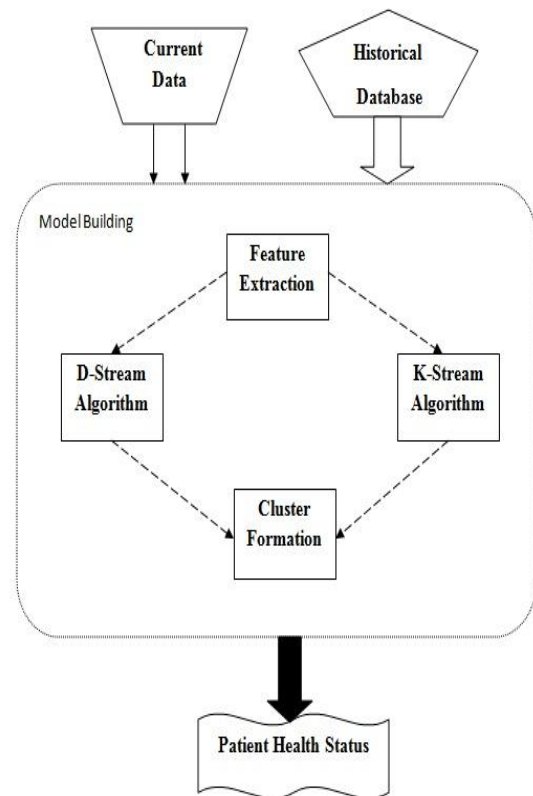 Current
Data
Historical
Database
Model Building
Feature
Extraction
D-Stream
Algorithm
K-Stream
Algorithm
Cluster
Formation
Patient Health Status